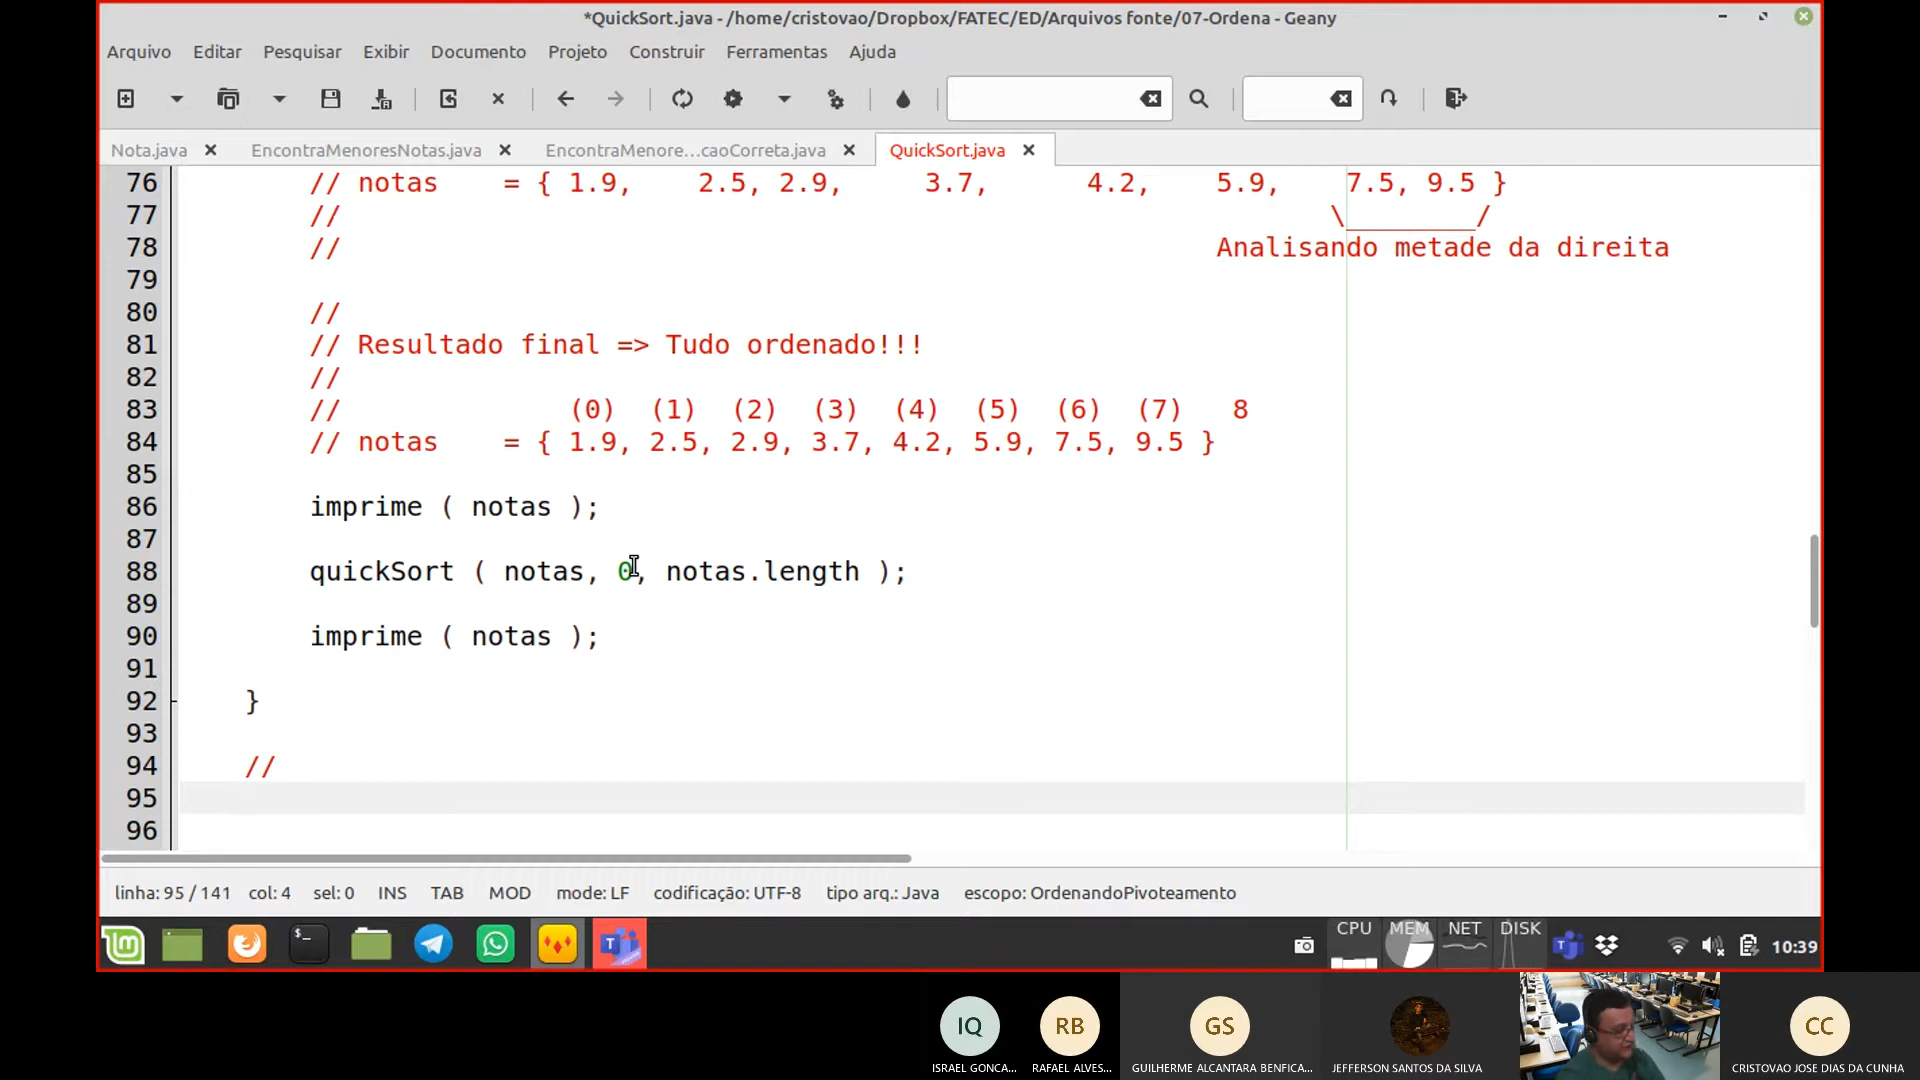 *QuickSort.java - /home/cristovao/Dropbox/FATEC/ED/Arquivos fonte/07-Ordena - Geany
Arquivo Editar Pesquisar Exibir Documento Projeto Construir Ferramentas Ajuda
Nota.java EncontraMenoresNotas.java EncontraMenore...caoCorreta.java QuickSort.java
76 // notas = { 1.9, 2.5, 2.9, 3.7, 4.2, 5.9, 7.5, 9.5 }
77 // \________/
78 // Analisando metade da direita
79
80 //
81 // Resultado final => Tudo ordenado!!!
82 //
83 // (0) (1) (2) (3) (4) (5) (6) (7) 8
84 // notas = { 1.9, 2.5, 2.9, 3.7, 4.2, 5.9, 7.5, 9.5 }
85
86 imprime ( notas );
87
88 quickSort ( notas, 0, notas.length );
89
90 imprime ( notas );
91
92 }
93
94 //
95
96
linha: 95 / 141 col: 4 sel: 0 INS TAB MOD mode: LF codificação: UTF-8 tipo arq.: Java escopo: OrdenandoPivoteamento
CPU MEM NET DISK
$_ T 10:39
IQ RB GS CC
ISRAEL GONCA... RAFAEL ALVES... GUILHERME ALCANTARA BENFICA... JEFFERSON SANTOS DA SILVA CRISTOVAO JOSE DIAS DA CUNHA